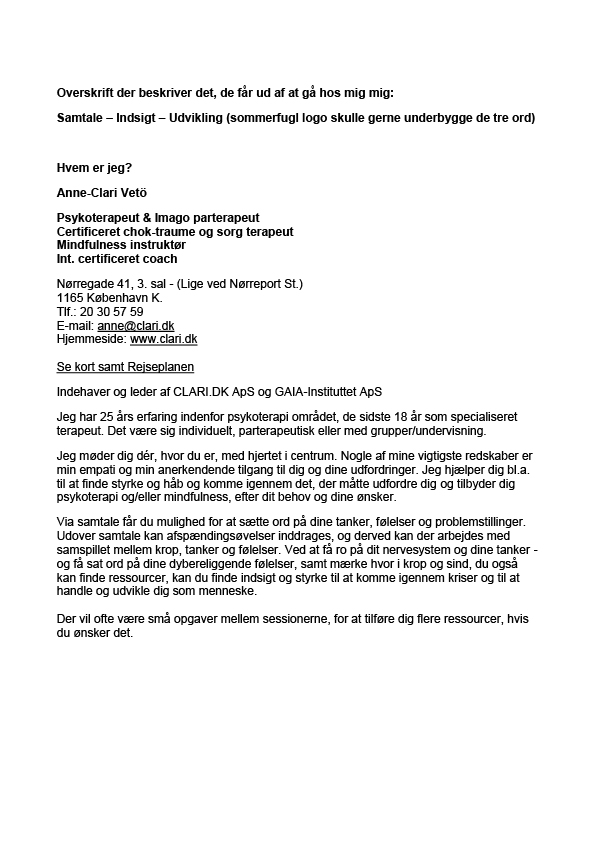 Overskrift der beskriver det, de får ud af at gå hos mig mig:
Samtale – Indsigt – Udvikling (sommerfugl logo skulle gerne underbygge de tre ord)
Hvem er jeg?
Anne-Clari Vetö
Psykoterapeut & Imago parterapeut
Certificeret chok-traume og sorg terapeut
Mindfulness instruktør
Int. certificeret coach
Nørregade 41, 3. sal - (Lige ved Nørreport St.)
1165 København K.
Tlf.: 20 30 57 59
E-mail: anne@clari.dk
Hjemmeside: www.clari.dk
Se kort samt Rejseplanen
Indehaver og leder af CLARI.DK ApS og GAIA-Instituttet ApS
Jeg har 25 års erfaring indenfor psykoterapi området, de sidste 18 år som specialiseret
terapeut. Det være sig individuelt, parterapeutisk eller med grupper/undervisning.
Jeg møder dig dér, hvor du er, med hjertet i centrum. Nogle af mine vigtigste redskaber er
min empati og min anerkendende tilgang til dig og dine udfordringer. Jeg hjælper dig bl.a.
til at finde styrke og håb og komme igennem det, der måtte udfordre dig og tilbyder dig
psykoterapi og/eller mindfulness, efter dit behov og dine ønsker.
Via samtale får du mulighed for at sætte ord på dine tanker, følelser og problemstillinger.
Udover samtale kan afspændingsøvelser inddrages, og derved kan der arbejdes med
samspillet mellem krop, tanker og følelser. Ved at få ro på dit nervesystem og dine tanker -
og få sat ord på dine dybereliggende følelser, samt mærke hvor i krop og sind, du også
kan finde ressourcer, kan du finde indsigt og styrke til at komme igennem kriser og til at
handle og udvikle dig som menneske.
Der vil ofte være små opgaver mellem sessionerne, for at tilføre dig flere ressourcer, hvis
du ønsker det.